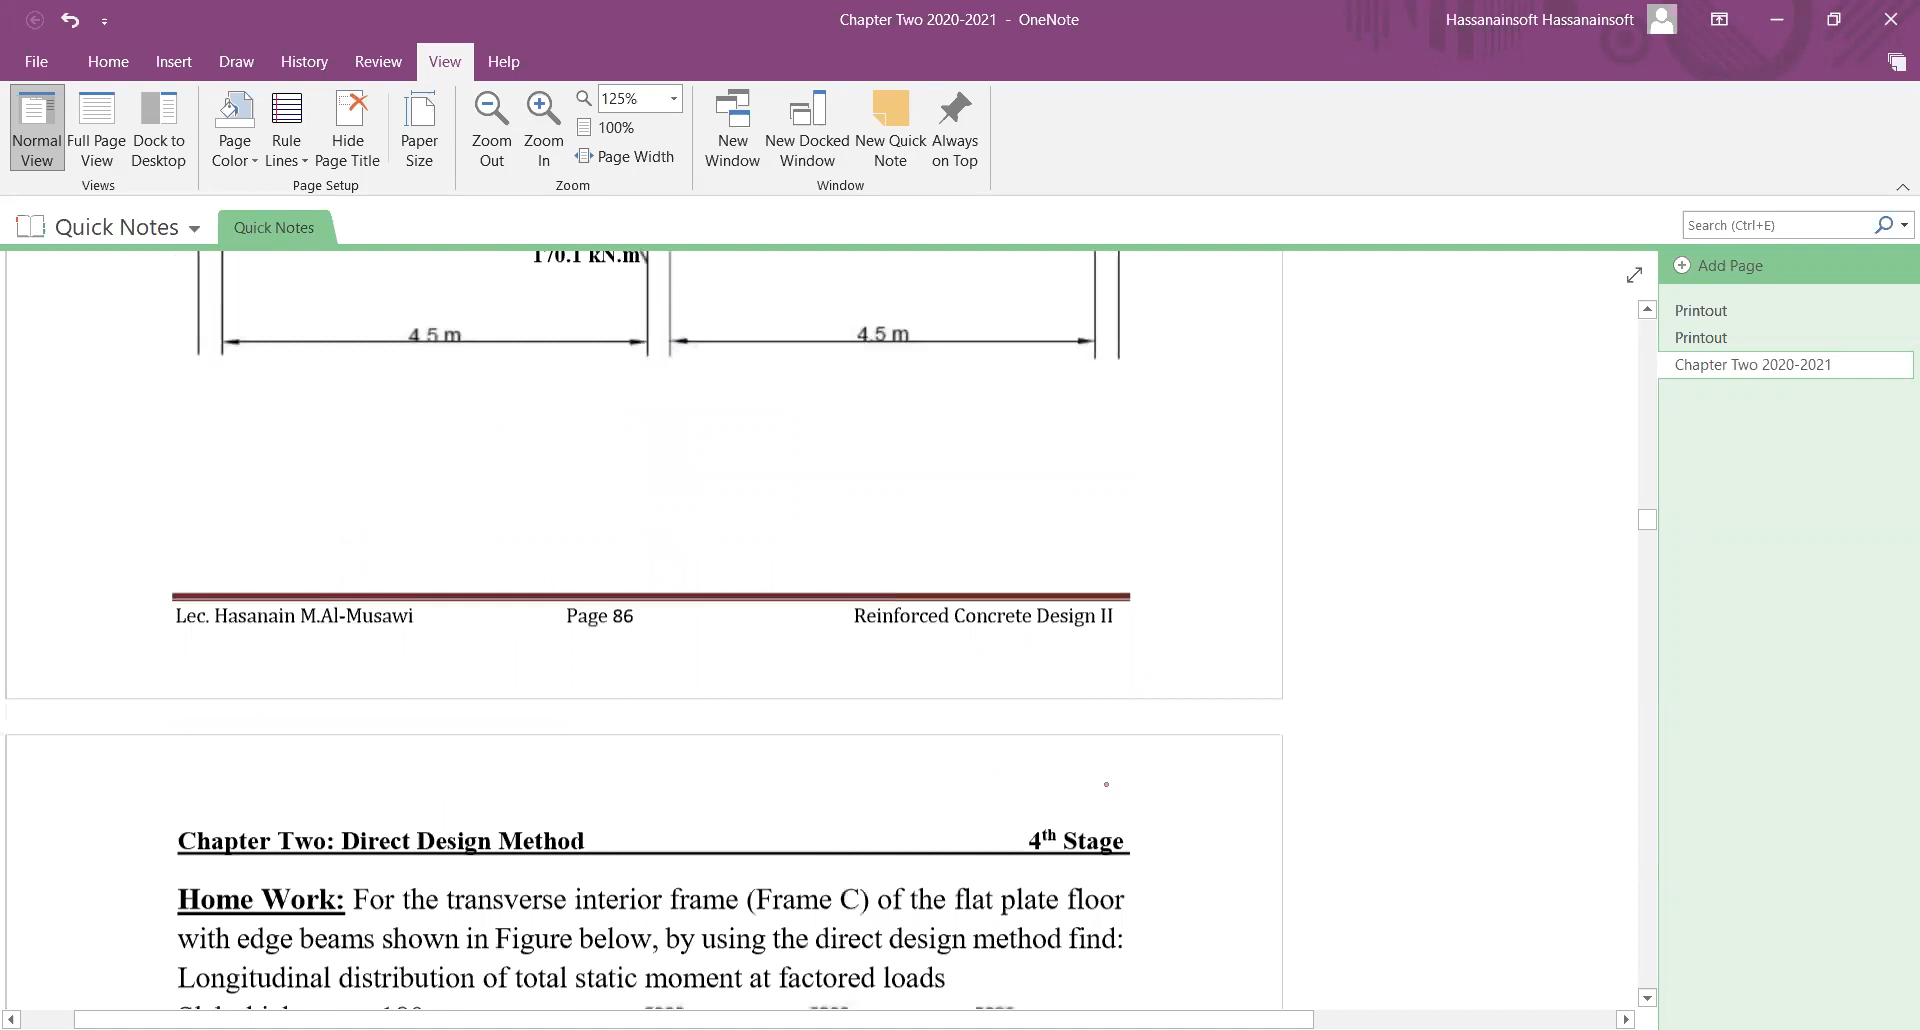 Chapter Two 2020-2021 - OneNote
Hassanainsoft Hassanainsoft
File Home Insert Draw History Review View Help
Normal View
Full Page View
Dock to Desktop
Views
Page Color
Rule Lines
Hide Page Title
Paper Size
Page Setup
Zoom Out
Zoom In
125%
100%
Page Width
Zoom
New Window
New Docked Window
New Quick Note
Always on Top
Window
Quick Notes
Quick Notes
Search (Ctrl+E)
Add Page
Printout
Printout
Chapter Two 2020-2021
170.1 kN.m
4.5 m 4.5 m
Lec. Hasanain M.Al-Musawi Page 86 Reinforced Concrete Design II
Chapter Two: Direct Design Method 4th Stage
Home Work: For the transverse interior frame (Frame C) of the flat plate floor
with edge beams shown in Figure below, by using the direct design method find:
Longitudinal distribution of total static moment at factored loads